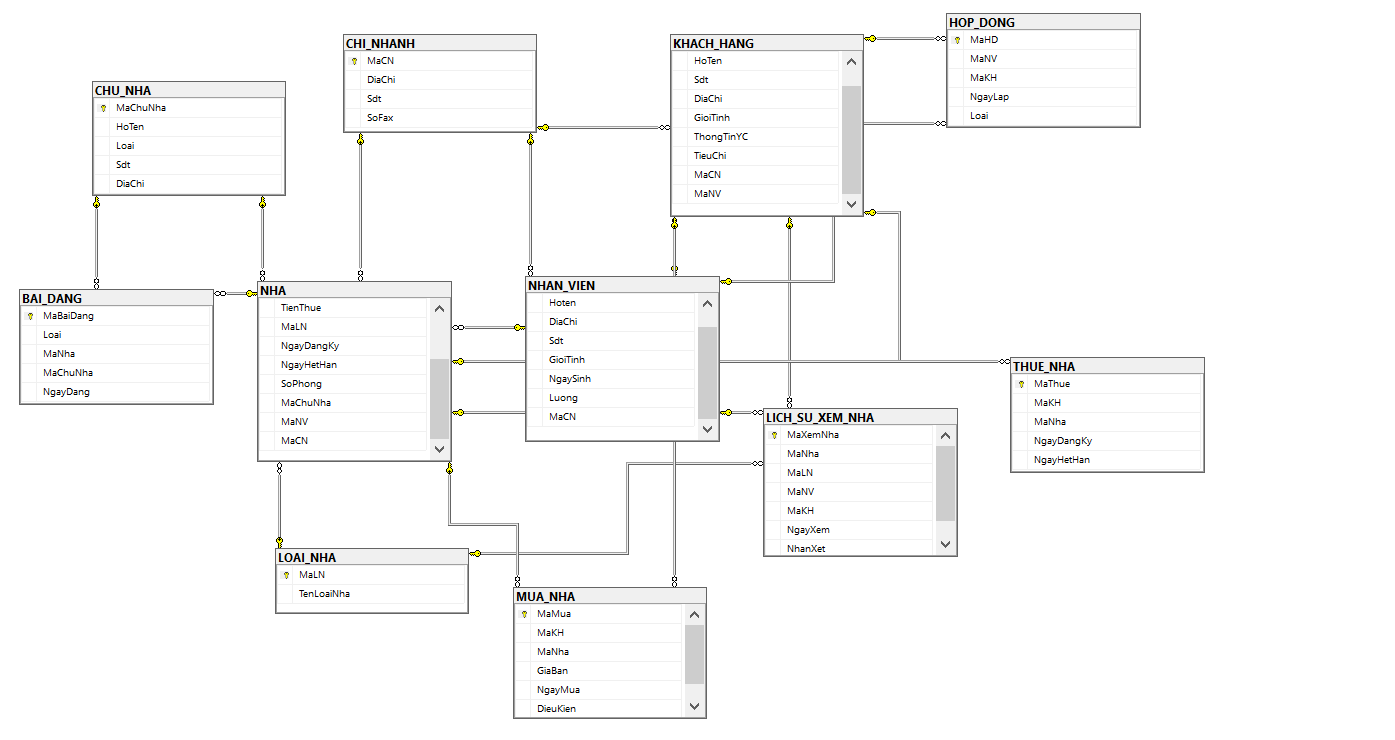 HOP_DONG
MaHD
MaNV
MaKH
NgayLap
Loai
CHI_NHANH
MaCN
DiaChi
Sdt
SoFax
KHACH_HANG
HoTen
Sdt
DiaChi
GioiTinh
ThongTinYC
TieuChi
MaCN
MaNV
CHU_NHA
MaChuNha
HoTen
Loai
Sdt
DiaChi
BAI_DANG
MaBaiDang
Loai
MaNha
MaChuNha
NgayDang
NHA
TienThue
MaLN
NgayDangKy
NgayHetHan
SoPhong
MaChuNha
MaNV
MaCN
NHAN_VIEN
Hoten
DiaChi
Sdt
GioiTinh
NgaySinh
Luong
MaCN
THUE_NHA
MaThue
MaKH
MaNha
NgayDangKy
NgayHetHan
LICH_SU_XEM_NHA
MaXemNha
MaNha
MaLN
MaNV
MaKH
NgayXem
NhanXet
LOAI_NHA
MaLN
TenLoaiNha
MUA_NHA
MaMua
MaKH
MaNha
GiaBan
NgayMua
DieuKien